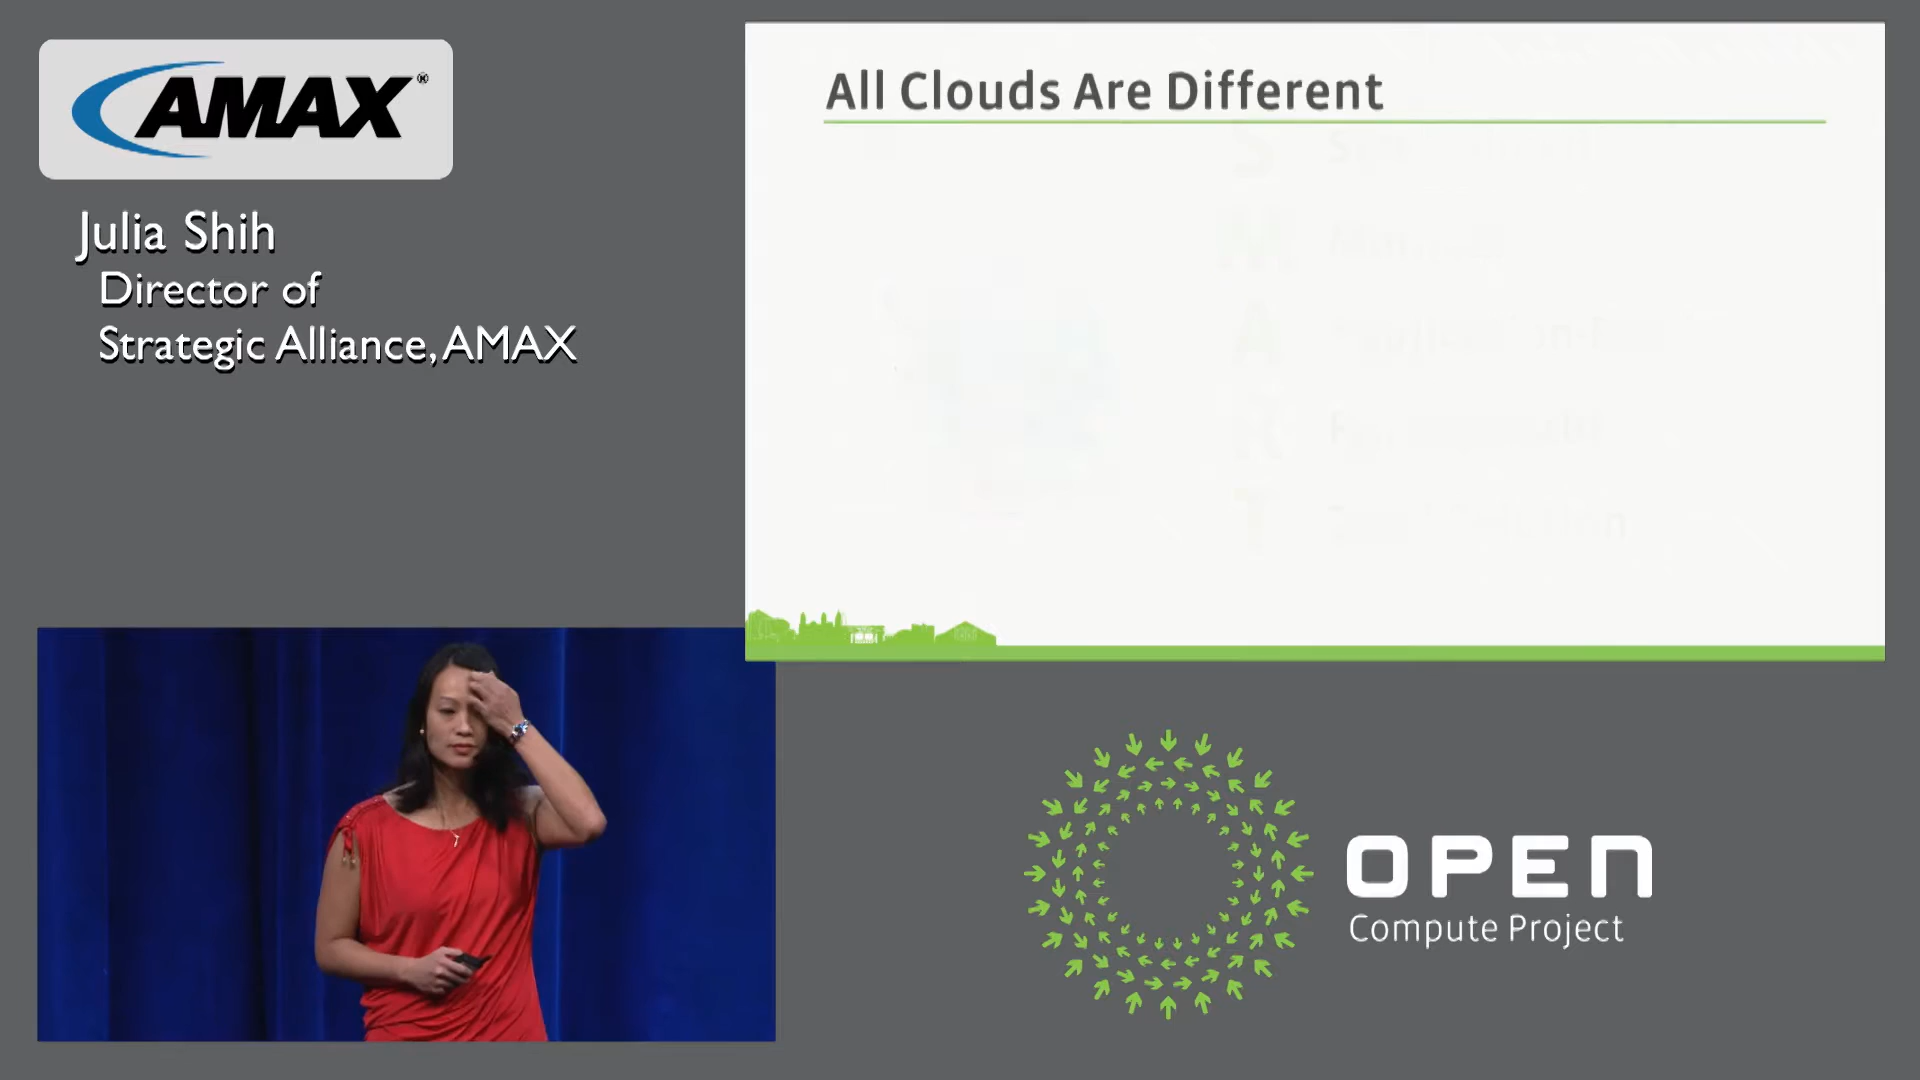 AMAX®
Julia Shih
Director of
Strategic Alliance, AMAX
All Clouds Are Different
S
M
A
R
T
OPEN
Compute Project